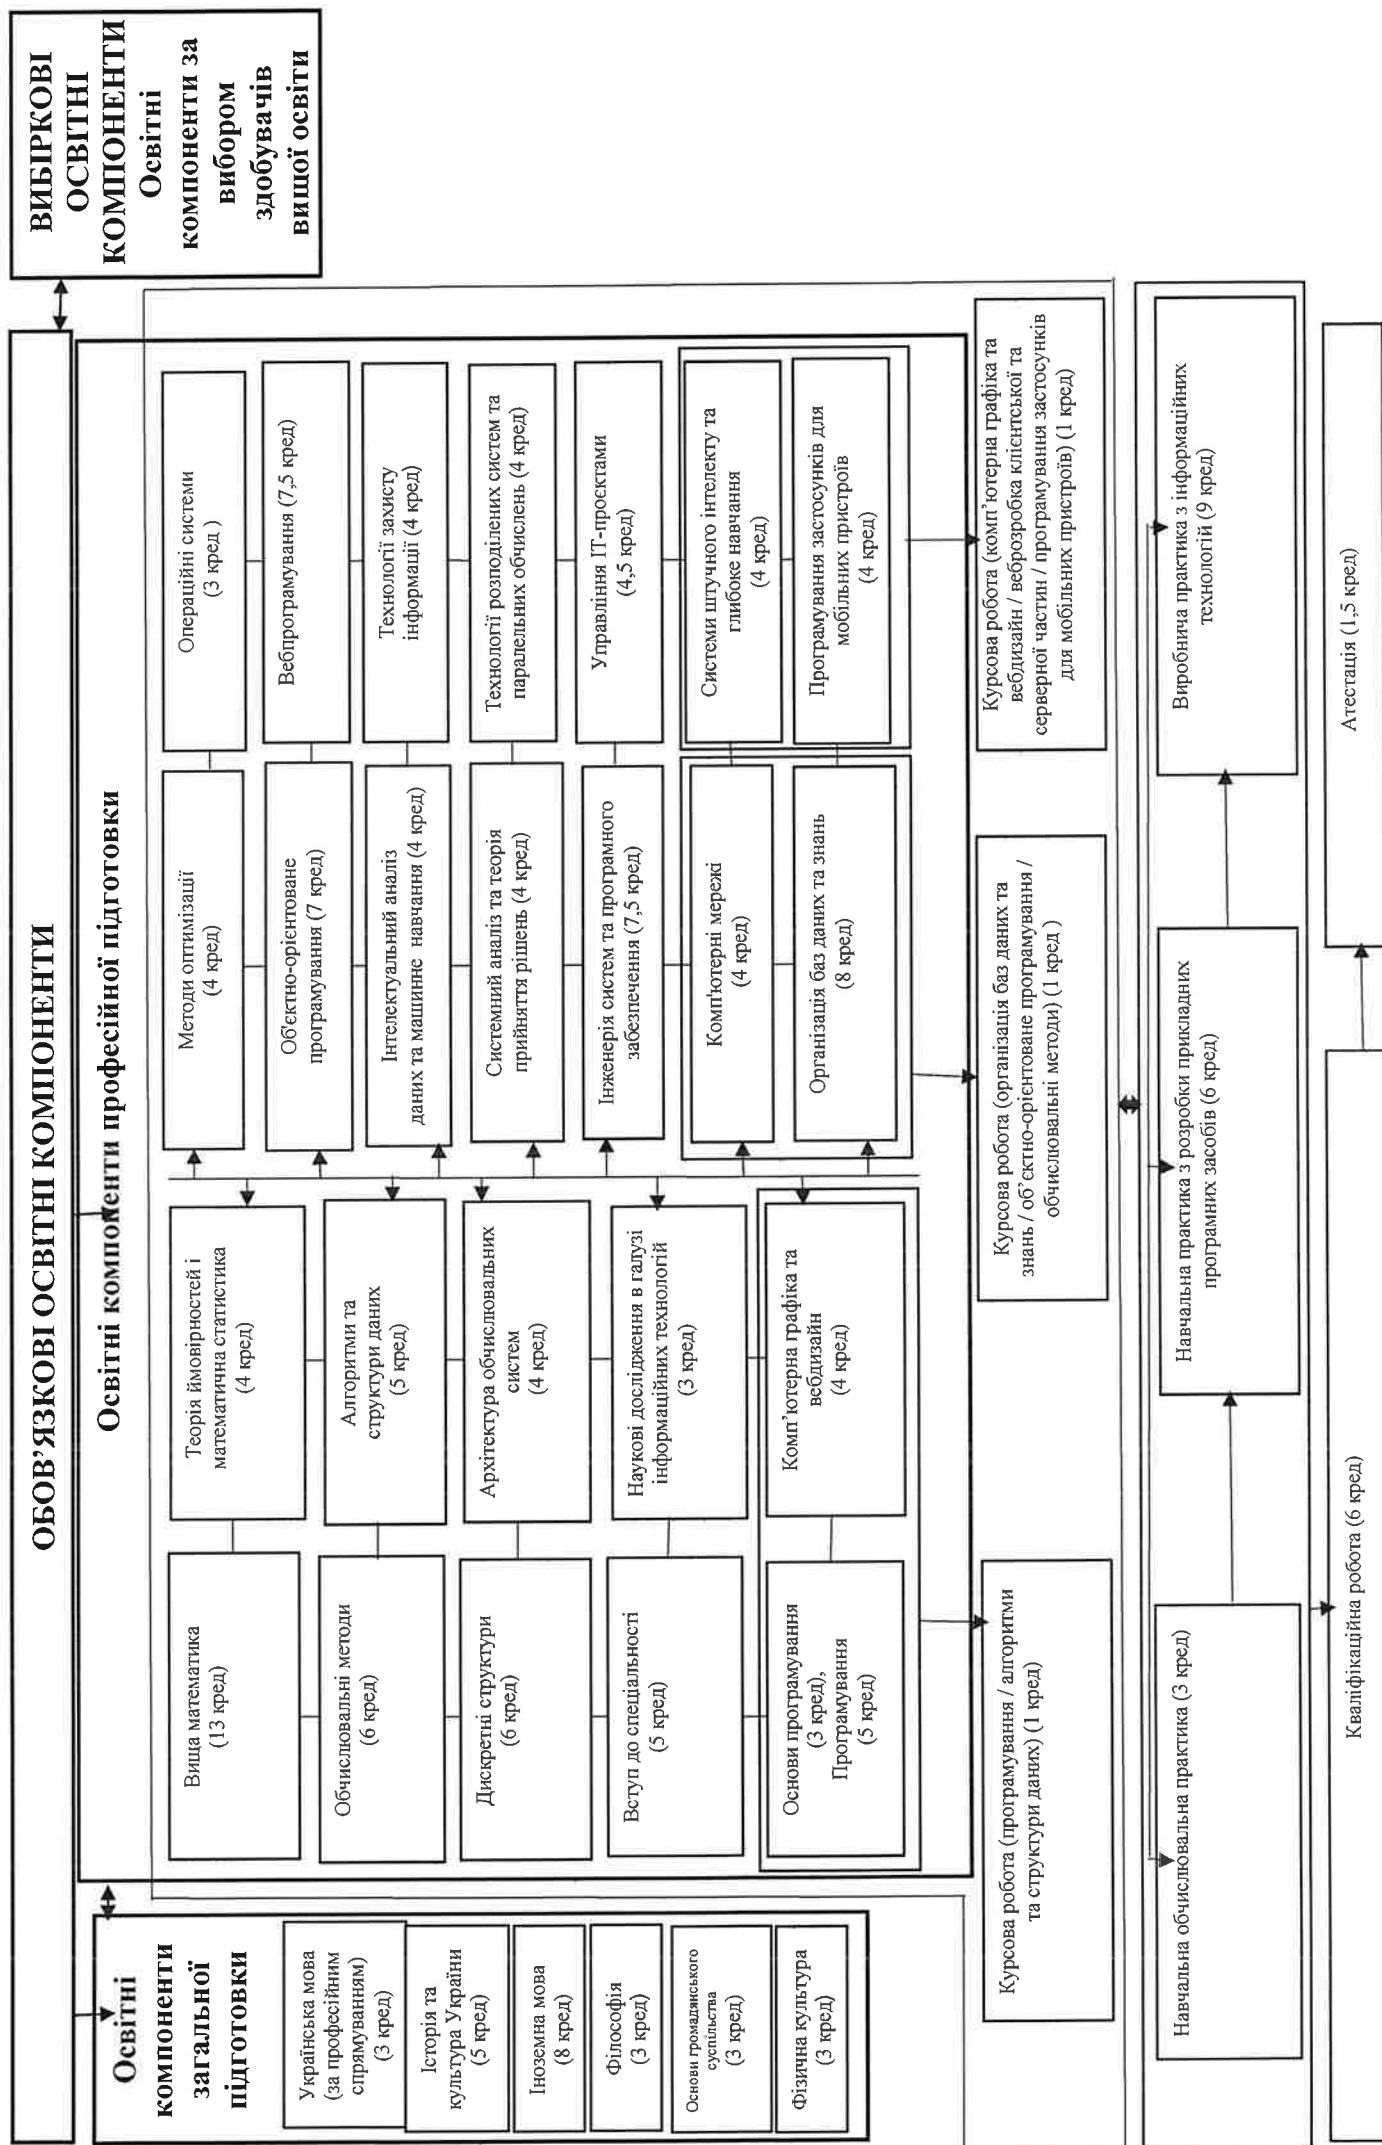 ОБОВ’ЯЗКОВІ ОСВІТНІ КОМПОНЕНТИ
ВИБІРКОВІ
ОСВІТНІ
КОМПОНЕНТИ
Освітні
компоненти за
вибором
здобувачів
вищої освіти
Освітні
компоненти
загальної
підготовки
Українська мова
(за професійним
спрямуванням)
(3 кред)
Історія та
культура України
(5 кред)
Іноземна мова
(8 кред)
Філософія
(3 кред)
Основи громадянського
суспільства
(3 кред)
Фізична культура
(3 кред)
Освітні компоненти професійної підготовки
Вища математика
(13 кред)
Обчислювальні методи
(6 кред)
Дискретні структури
(6 кред)
Вступ до спеціальності
(5 кред)
Основи програмування
(3 кред),
Програмування
(5 кред)
Теорія ймовірностей і
математична статистика
(4 кред)
Алгоритми та
структури даних
(5 кред)
Архітектура обчислювальних
систем
(4 кред)
Наукові дослідження в галузі
інформаційних технологій
(3 кред)
Комп’ютерна графіка та
вебдизайн
(4 кред)
Методи оптимізації
(4 кред)
Об'єктно-орієнтоване
програмування (7 кред)
Інтелектуальний аналіз
даних та машинне навчання (4 кред)
Системний аналіз та теорія
прийняття рішень (4 кред)
Інженерія систем та програмного
забезпечення (7,5 кред)
Комп'ютерні мережі
(4 кред)
Організація баз даних та знань
(8 кред)
Операційні системи
(3 кред )
Вебпрограмування (7,5 кред)
Технології захисту
інформації (4 кред)
Технології розподілених систем та
паралельних обчислень (4 кред)
Управління ІТ-проєктами
(4,5 кред)
Системи штучного інтелекту та
глибоке навчання
(4 кред)
Програмування застосунків для
мобільних пристроїв
(4 кред)
Курсова робота (програмування / алгоритми
та структури даних) (1 кред)
Курсова робота (організація баз даних та
знань / об’єктно-орієнтоване програмування /
обчислювальні методи) (1 кред )
Курсова робота (комп’ютерна графіка та
вебдизайн / веброзробка клієнтської та
серверної частин / програмування застосунків
для мобільних пристроїв) (1 кред)
Навчальна обчислювальна практика (3 кред)
Навчальна практика з розробки прикладних
програмних засобів (6 кред)
Виробнича практика з інформаційних
технологій (9 кред)
Кваліфікаційна робота (6 кред)
Атестація (1,5 кред)